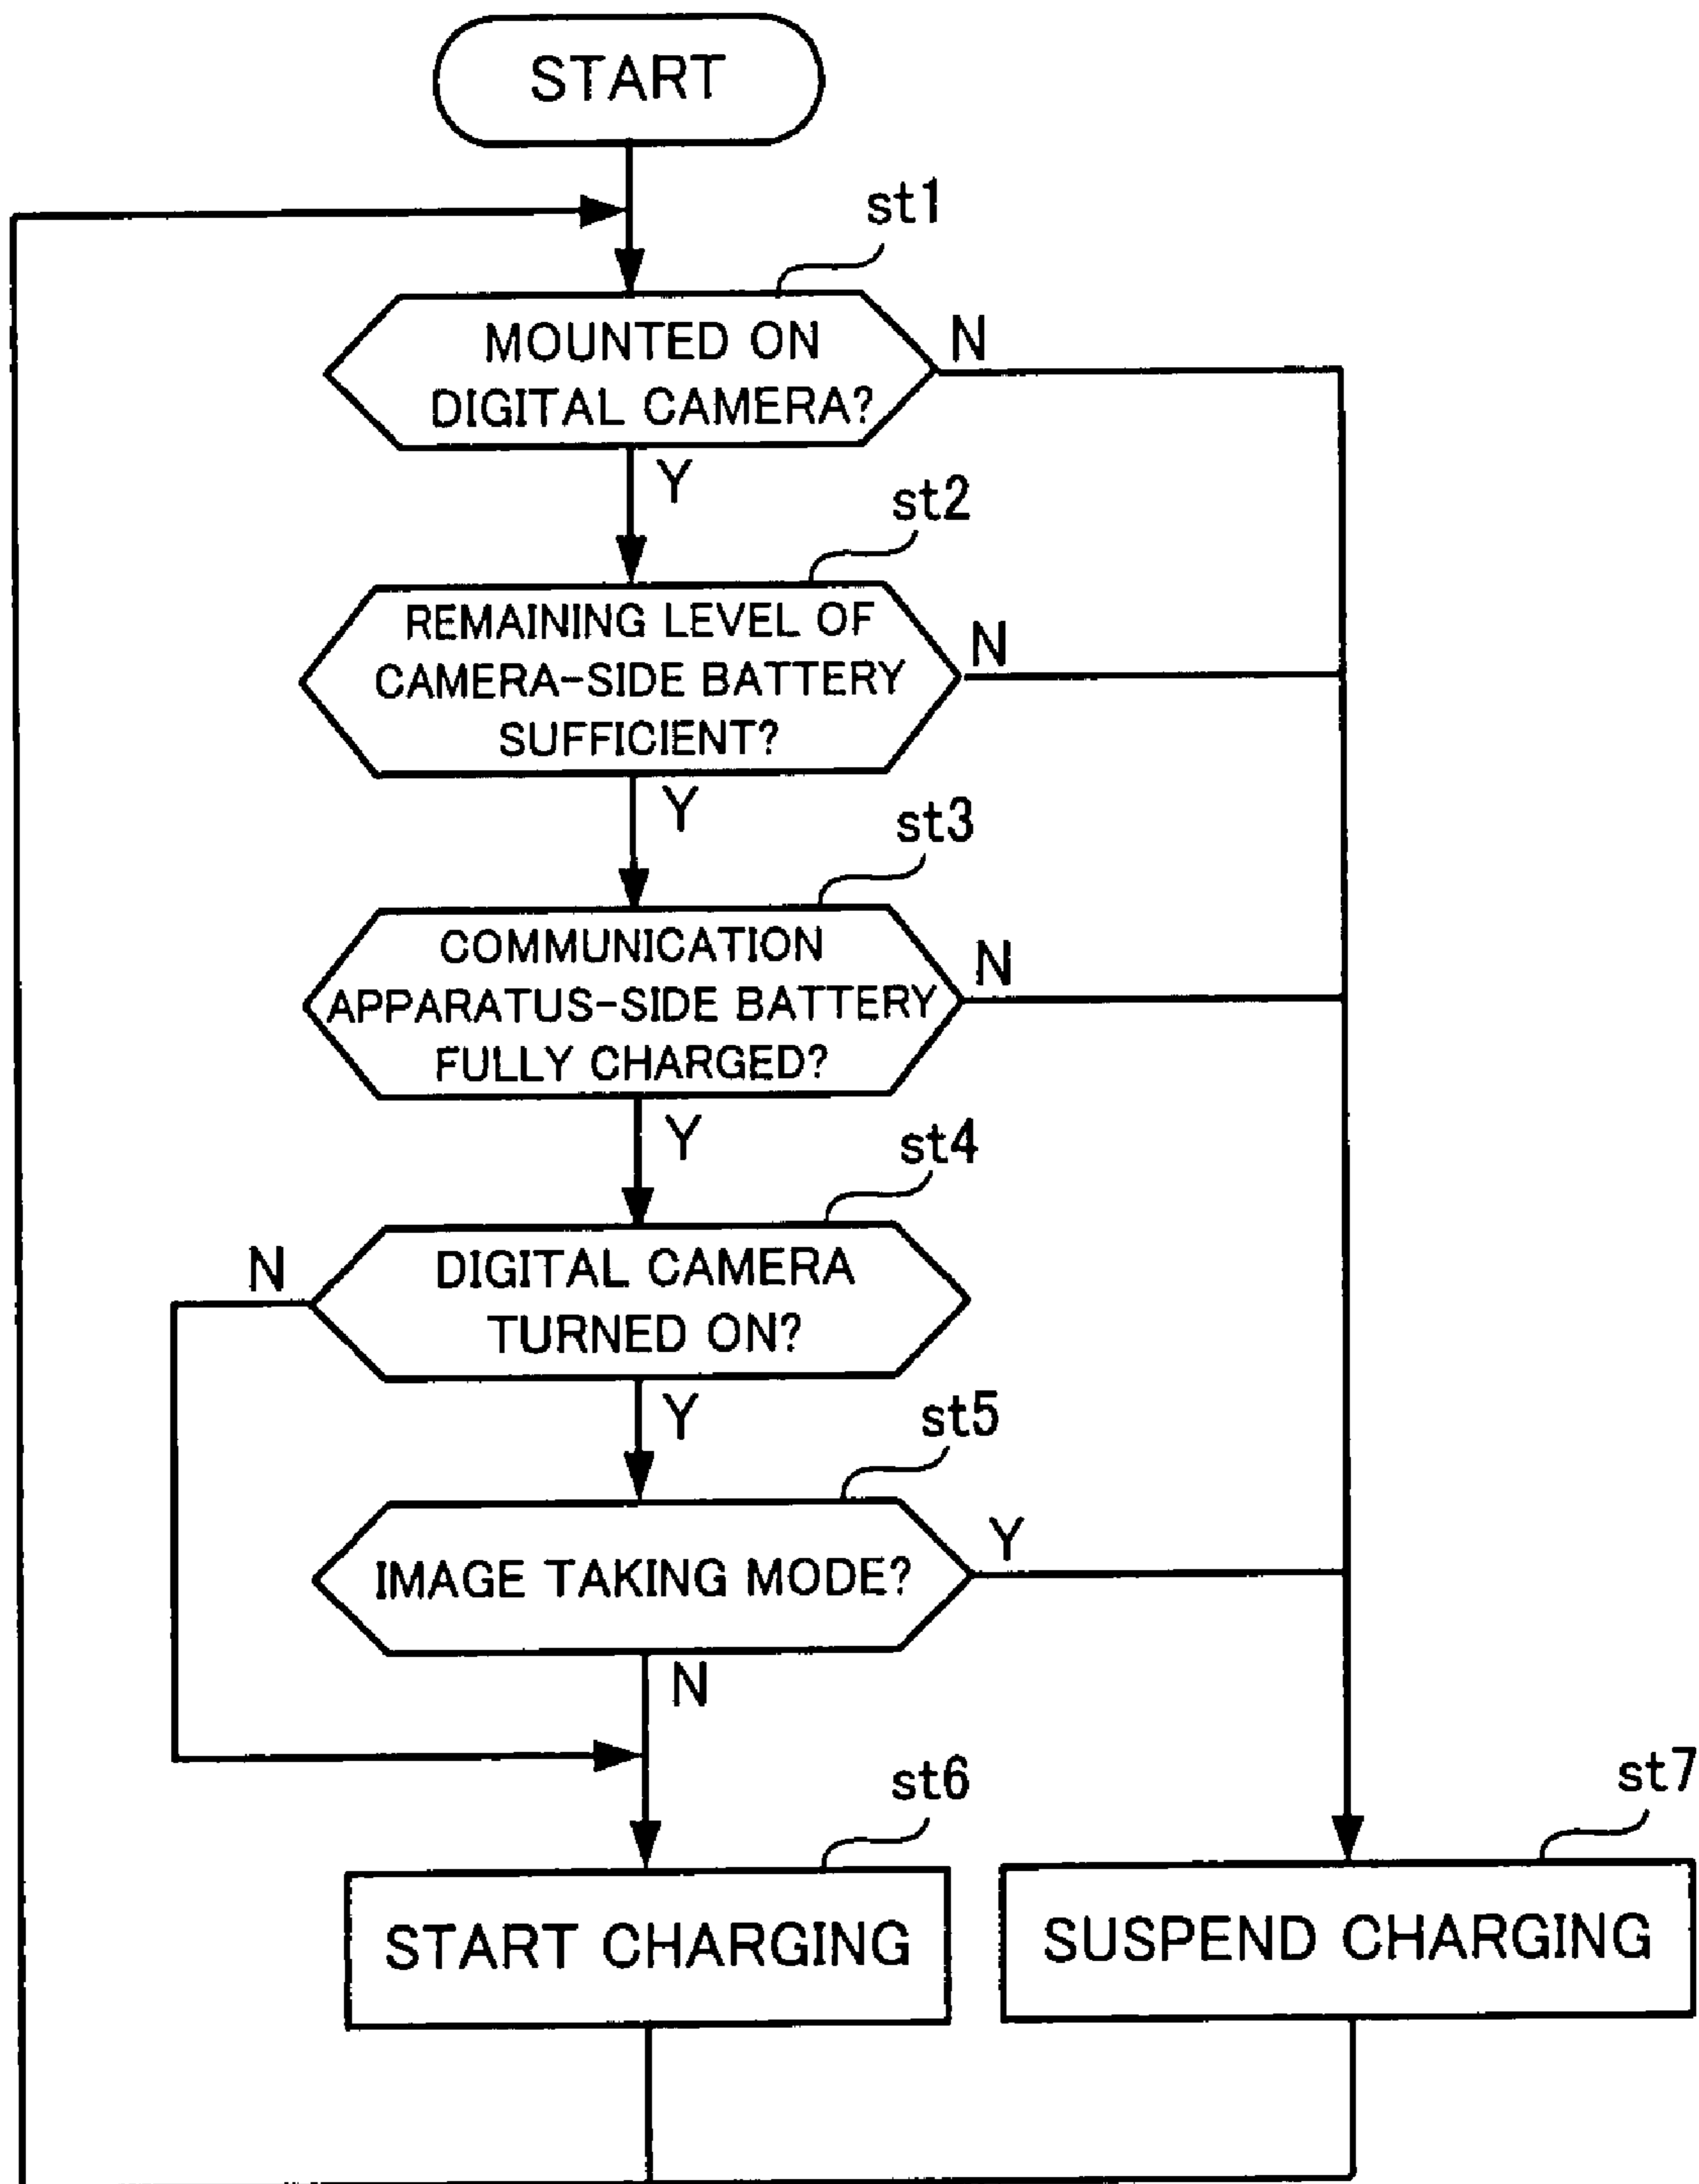 START
st1
MOUNTED ON
DIGITAL CAMERA?
N
Y
st2
REMAINING LEVEL OF
CAMERA-SIDE BATTERY
SUFFICIENT?
N
Y
st3
COMMUNICATION
APPARATUS-SIDE BATTERY
FULLY CHARGED?
N
Y
st4
N
DIGITAL CAMERA
TURNED ON?
Y
st5
IMAGE TAKING MODE?
Y
N
st6
START CHARGING
st7
SUSPEND CHARGING